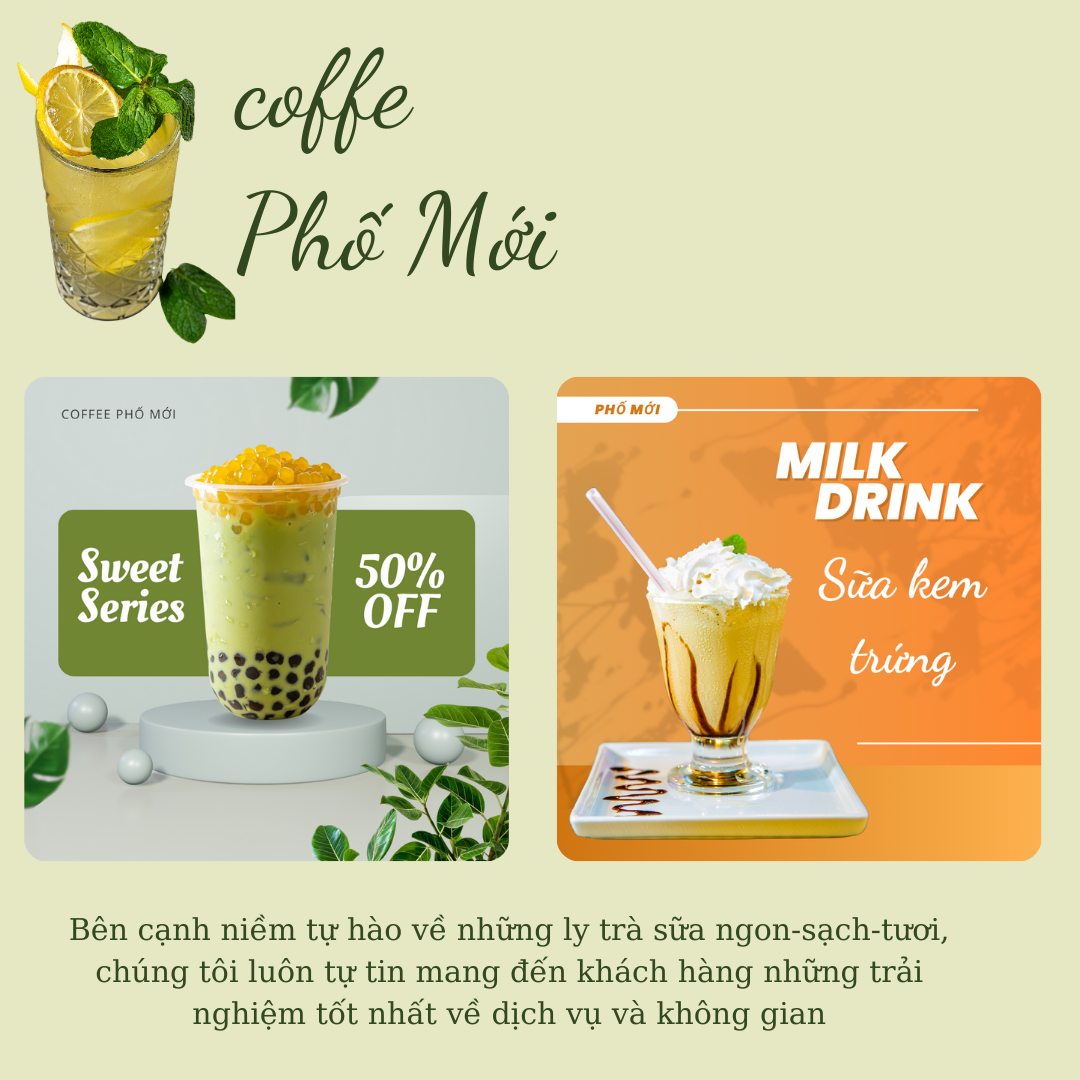 coffe
Phố Mới
COFFEE PHỐ MỚI
Sweet
Series
50%
OFF
PHỐ MỚI
MILK
DRINK
Sữa kem
trứng
Bên cạnh niềm tự hào về những ly trà sữa ngon-sạch-tươi,
chúng tôi luôn tự tin mang đến khách hàng những trải
nghiệm tốt nhất về dịch vụ và không gian